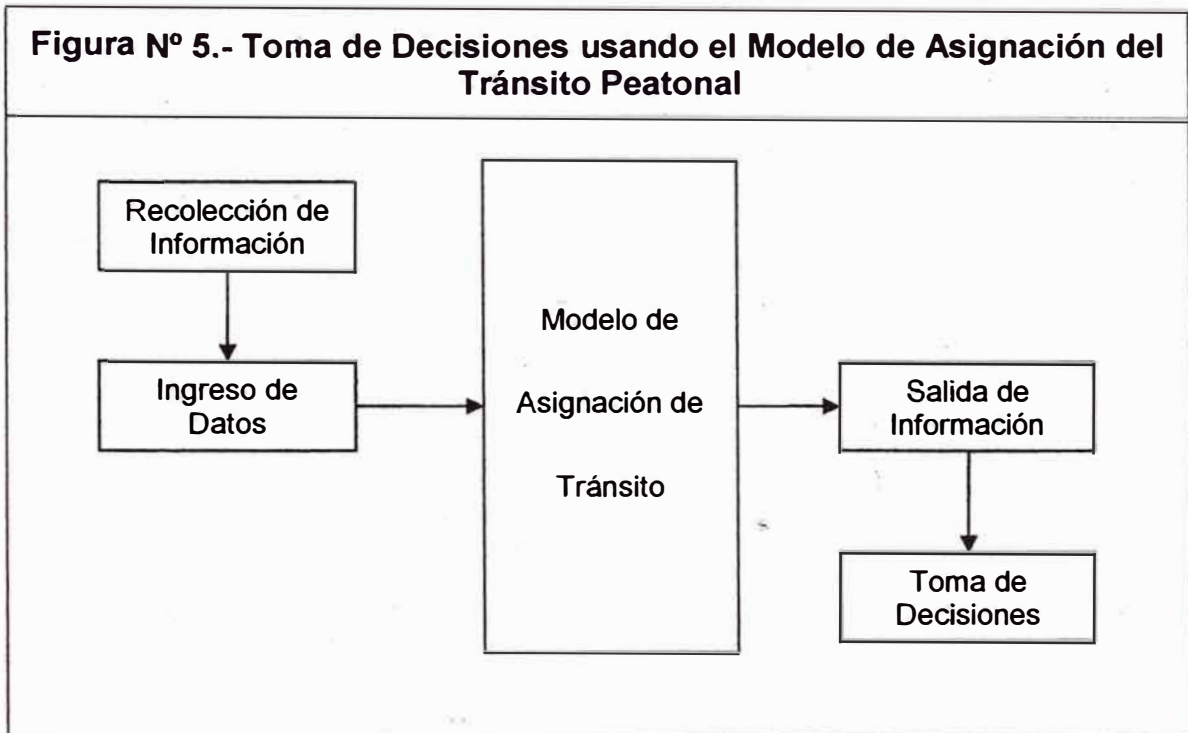 Figura Nº 5.- Toma de Decisiones usando el Modelo de Asignación del
Tránsito Peatonal
Recolección de
Información
Ingreso de
Datos
Modelo de
Asignación de
Tránsito
Salida de
Información
Toma de
Decisiones